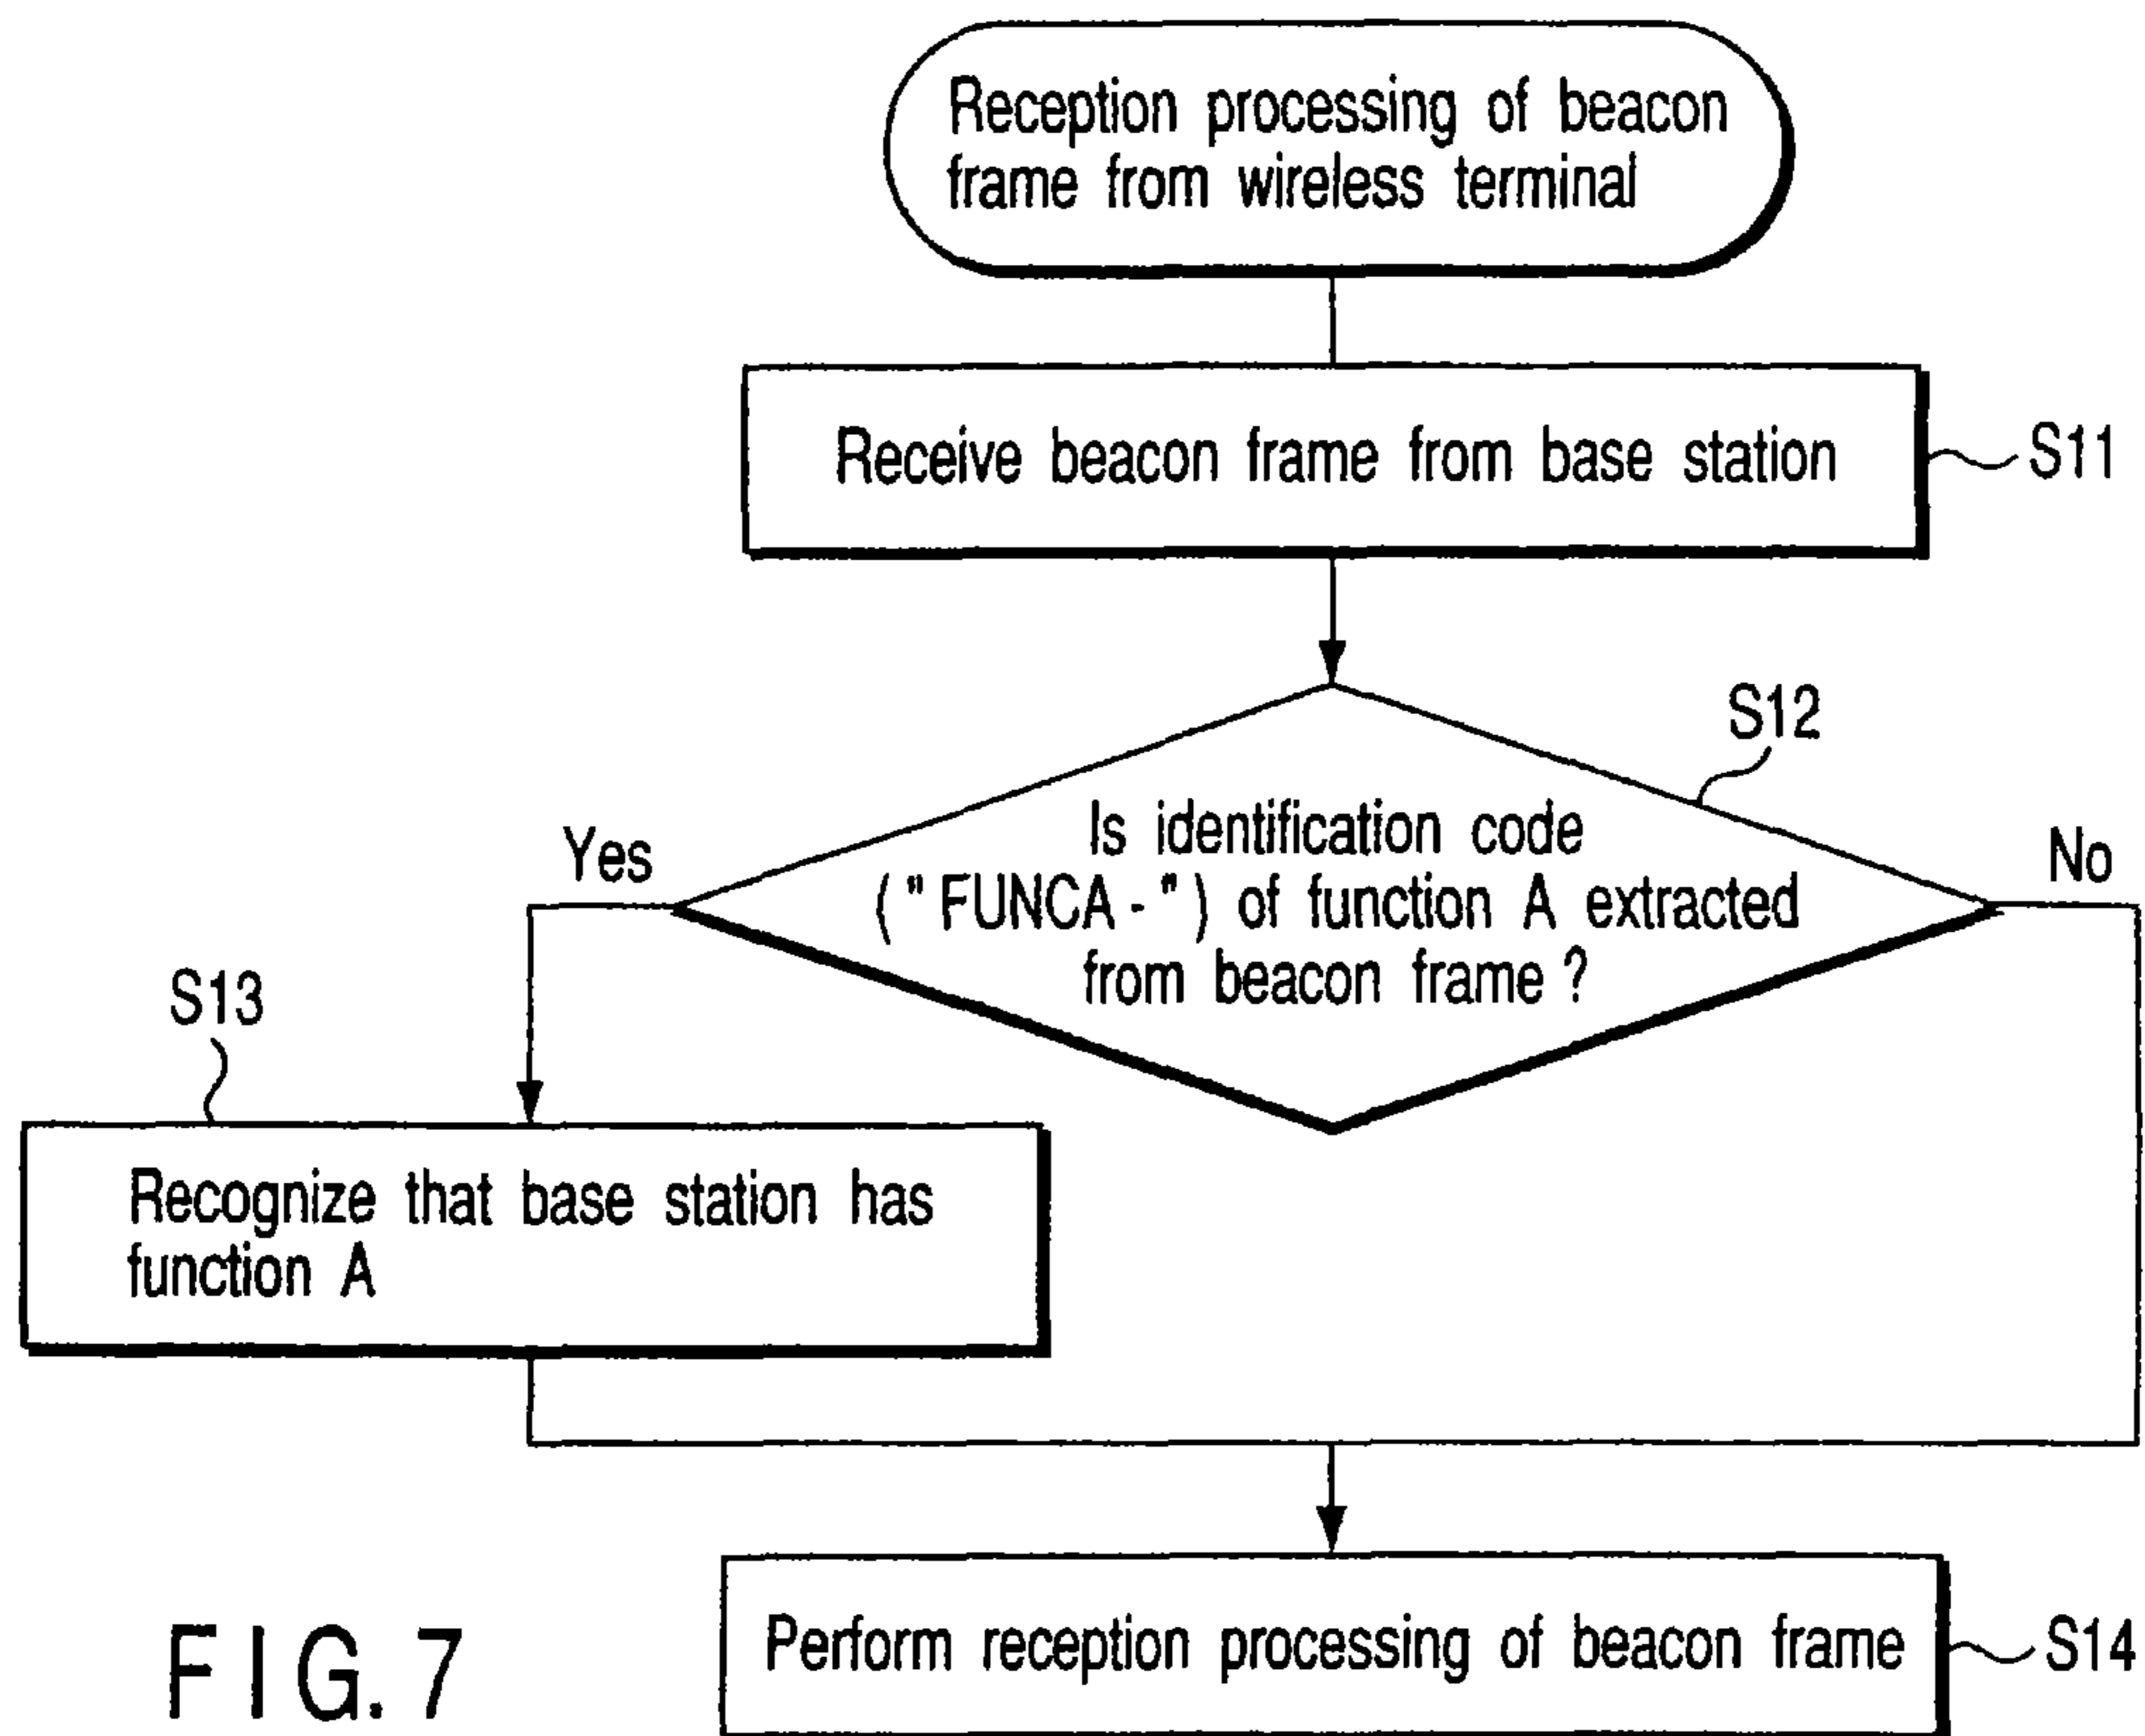 Reception processing of beacon
frame from wireless terminal
Receive beacon frame from base station
S11
S12
Is identification code
("FUNCA-") of function A extracted
from beacon frame?
Yes
No
S13
Recognize that base station has
function A
Perform reception processing of beacon frame
S14
FIG. 7